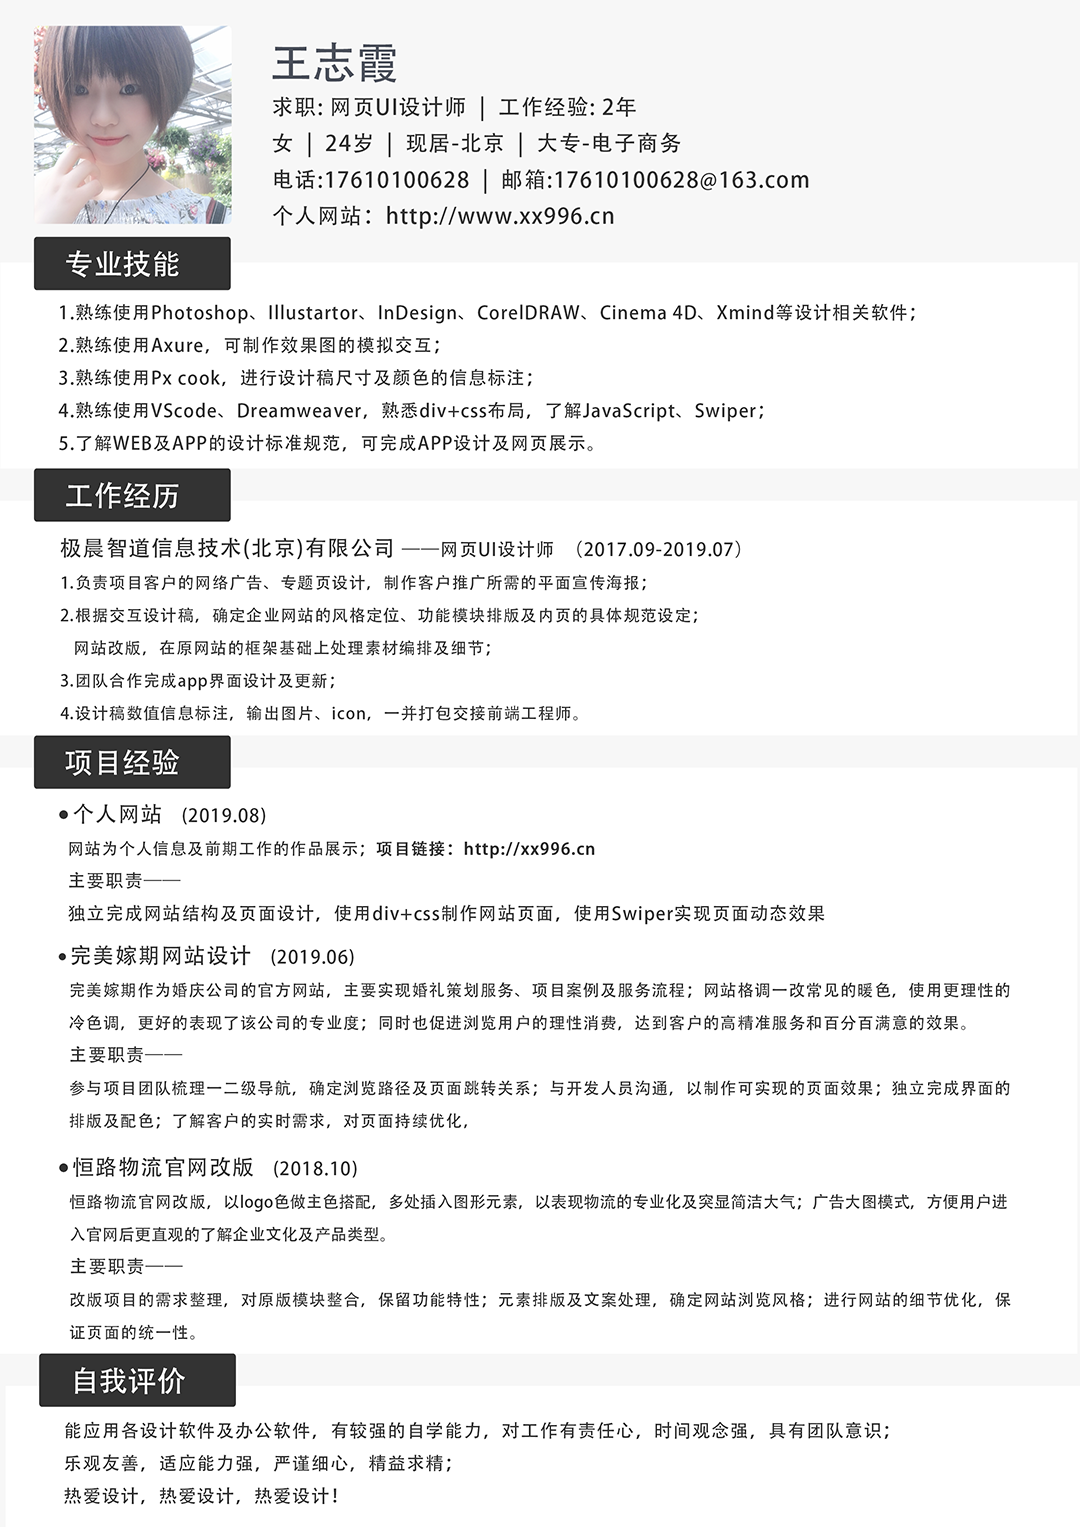 王志霞
求职: 网页UI设计师 | 工作经验: 2年
女 | 24岁 | 现居-北京 | 大专-电子商务
电话:17610100628 | 邮箱:17610100628@163.com
个人网站：http://www.xx996.cn
专业技能
1.熟练使用Photoshop、Illustartor、InDesign、CorelDRAW、Cinema 4D、Xmind等设计相关软件；
2.熟练使用Axure，可制作效果图的模拟交互；
3.熟练使用Px cook，进行设计稿尺寸及颜色的信息标注；
4.熟练使用VScode、Dreamweaver，熟悉div+css布局，了解JavaScript、Swiper；
5.了解WEB及APP的设计标准规范，可完成APP设计及网页展示。
工作经历
极晨智道信息技术(北京)有限公司 ——网页UI设计师 （2017.09-2019.07）
1.负责项目客户的网络广告、专题页设计，制作客户推广所需的平面宣传海报；
2.根据交互设计稿，确定企业网站的风格定位、功能模块排版及内页的具体规范设定；
网站改版，在原网站的框架基础上处理素材编排及细节；
3.团队合作完成app界面设计及更新；
4.设计稿数值信息标注，输出图片、icon，一并打包交接前端工程师。
项目经验
•个人网站 (2019.08)
网站为个人信息及前期工作的作品展示；项目链接：http://xx996.cn
主要职责——
独立完成网站结构及页面设计，使用div+css制作网站页面，使用Swiper实现页面动态效果
•完美嫁期网站设计 (2019.06)
完美嫁期作为婚庆公司的官方网站，主要实现婚礼策划服务、项目案例及服务流程；网站格调一改常见的暖色，使用更理性的
冷色调，更好的表现了该公司的专业度；同时也促进浏览用户的理性消费，达到客户的高精准服务和百分百满意的效果。
主要职责——
参与项目团队梳理一二级导航，确定浏览路径及页面跳转关系；与开发人员沟通，以制作可实现的页面效果；独立完成界面的
排版及配色；了解客户的实时需求，对页面持续优化，
•恒路物流官网改版 (2018.10)
恒路物流官网改版，以logo色做主色搭配，多处插入图形元素，以表现物流的专业化及突显简洁大气；广告大图模式，方便用户进
入官网后更直观的了解企业文化及产品类型。
主要职责——
改版项目的需求整理，对原版模块整合，保留功能特性；元素排版及文案处理，确定网站浏览风格；进行网站的细节优化，保
证页面的统一性。
自我评价
能应用各设计软件及办公软件，有较强的自学能力，对工作有责任心，时间观念强，具有团队意识；
乐观友善，适应能力强，严谨细心，精益求精；
热爱设计，热爱设计，热爱设计！